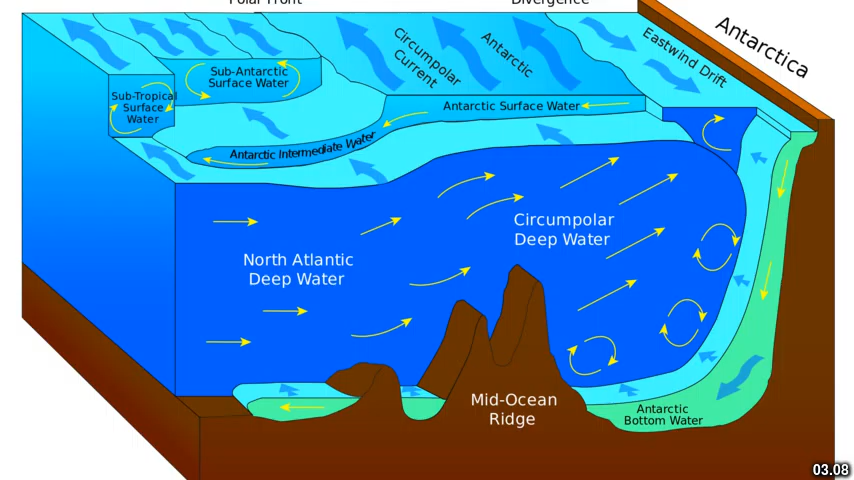 Polar Front
Divergence
Antarctica
Eastwind Drift
Circumpolar
Current
Antarctic
Sub-Antarctic
Surface Water
Sub-Tropical
Surface
Water
Antarctic Surface Water
Antarctic Intermediate Water
Circumpolar
Deep Water
North Atlantic
Deep Water
Mid-Ocean
Ridge
Antarctic
Bottom Water
03.08